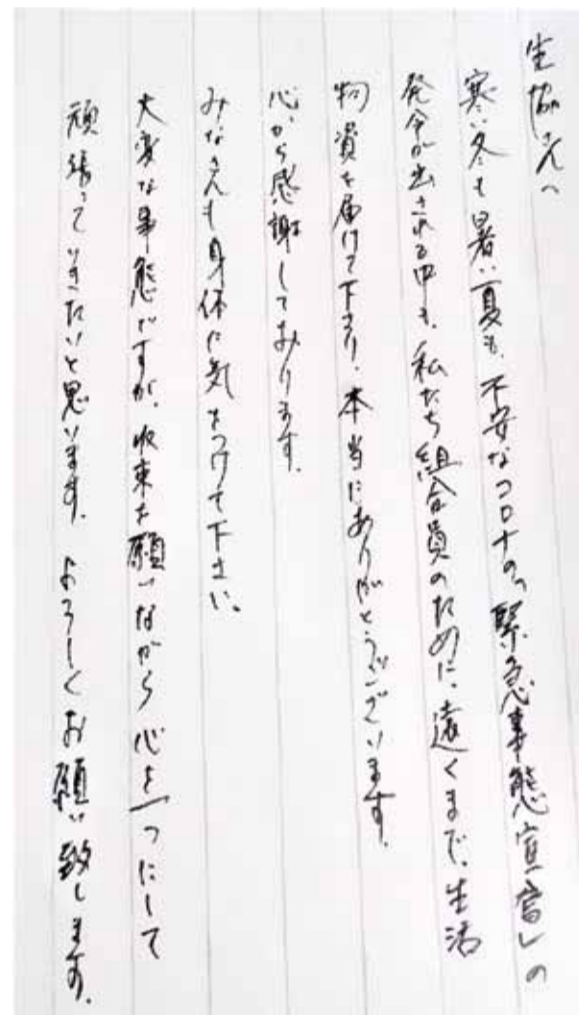 生協さんへ
寒い冬も暑い夏も、不安なコロナの「緊急事態宣言」の
発令が出される中も、私たち組合員のために、遠くまで、生活
物資を届けて下さり、本当にありがとうございます。
心から感謝しております。
みなさんも身体に気をつけて下さい。
大変な事態ですが、収束を願いながら心を一つにして
頑張っていきたいと思います。よろしくお願い致します。